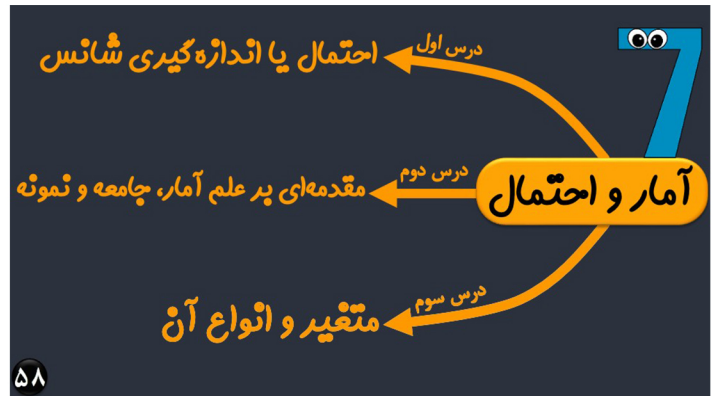 7
آمار و احتمال
درس اول
احتمال یا اندازه‌گیری شانس
درس دوم
مقدمه‌ای بر علم آمار، جامعه و نمونه
درس سوم
متغیر و انواع آن
۵۸